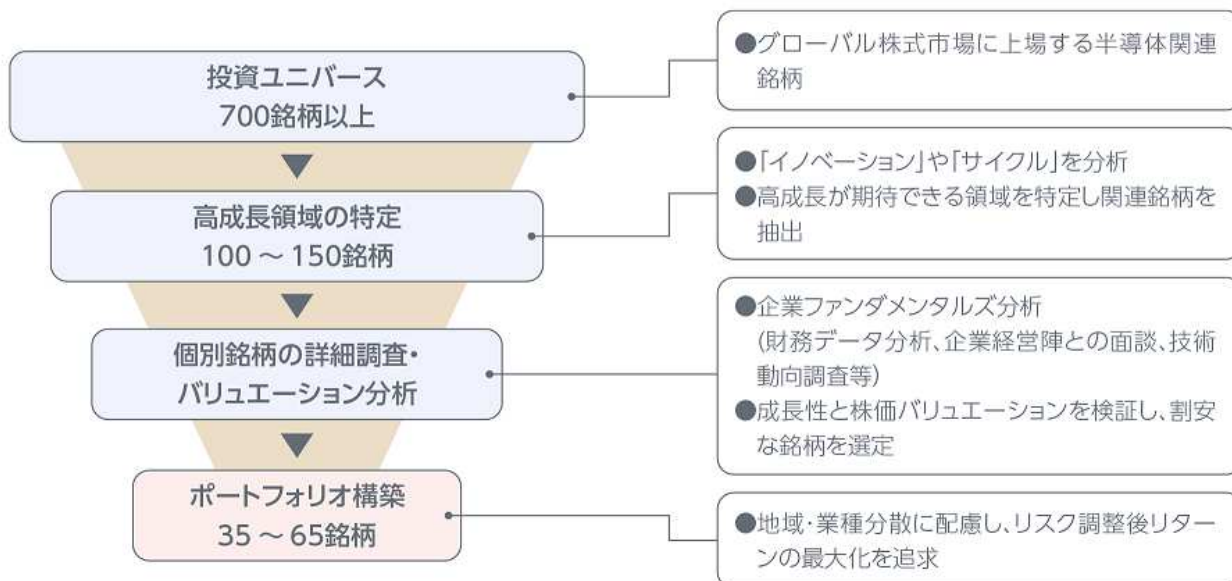 投資ユニバース
700銘柄以上
●グローバル株式市場に上場する半導体関連
銘柄
高成長領域の特定
100 ～ 150銘柄
●「イノベーション」や「サイクル」を分析
●高成長が期待できる領域を特定し関連銘柄を
抽出
個別銘柄の詳細調査・
バリュエーション分析
●企業ファンダメンタルズ分析
(財務データ分析、企業経営陣との面談、技術
動向調査等)
●成長性と株価バリュエーションを検証し、割安
な銘柄を選定
ポートフォリオ構築
35 ～ 65銘柄
●地域・業種分散に配慮し、リスク調整後リター
ンの最大化を追求